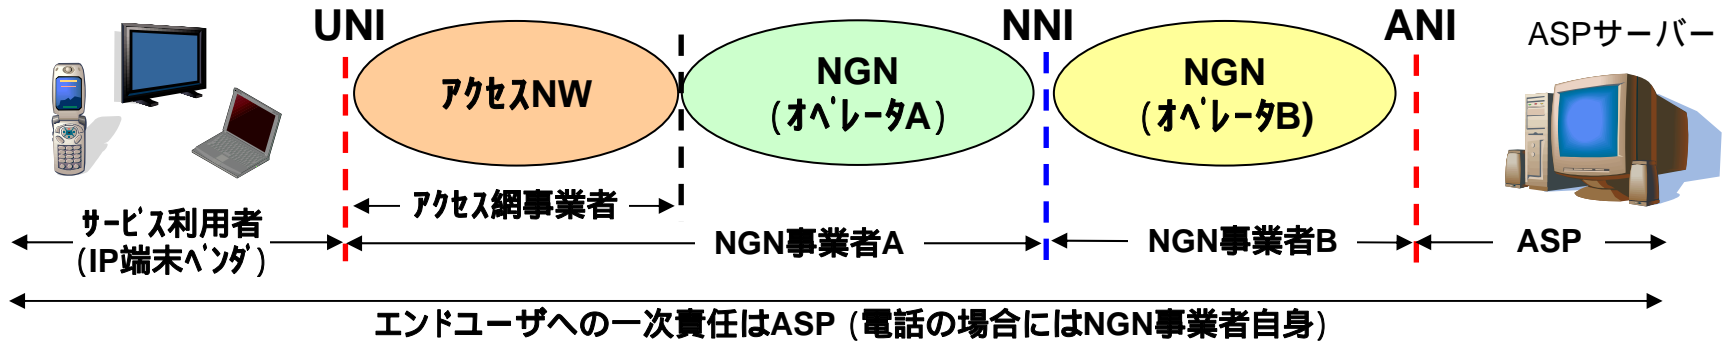 UNI
NNI
ANI
ASPサーバー
アクセスNW
NGN
(オペレータA)
NGN
(オペレータB)
アクセス網事業者
サービス利用者
(IP端末ベンダ)
NGN事業者A
NGN事業者B
ASP
エンドユーザへの一次責任はASP(電話の場合にはNGN事業者自身)